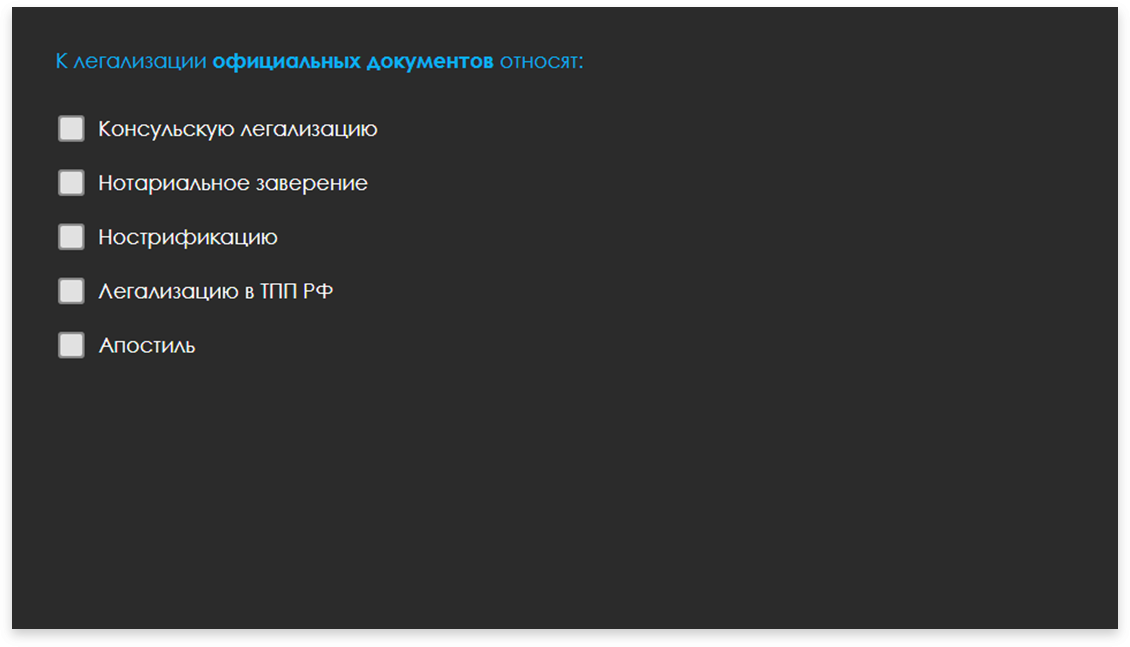 К легализации официальных документов относят:
Консульскую легализацию
Нотариальное заверение
Нострификацию
Легализацию в ТПП РФ
Апостиль